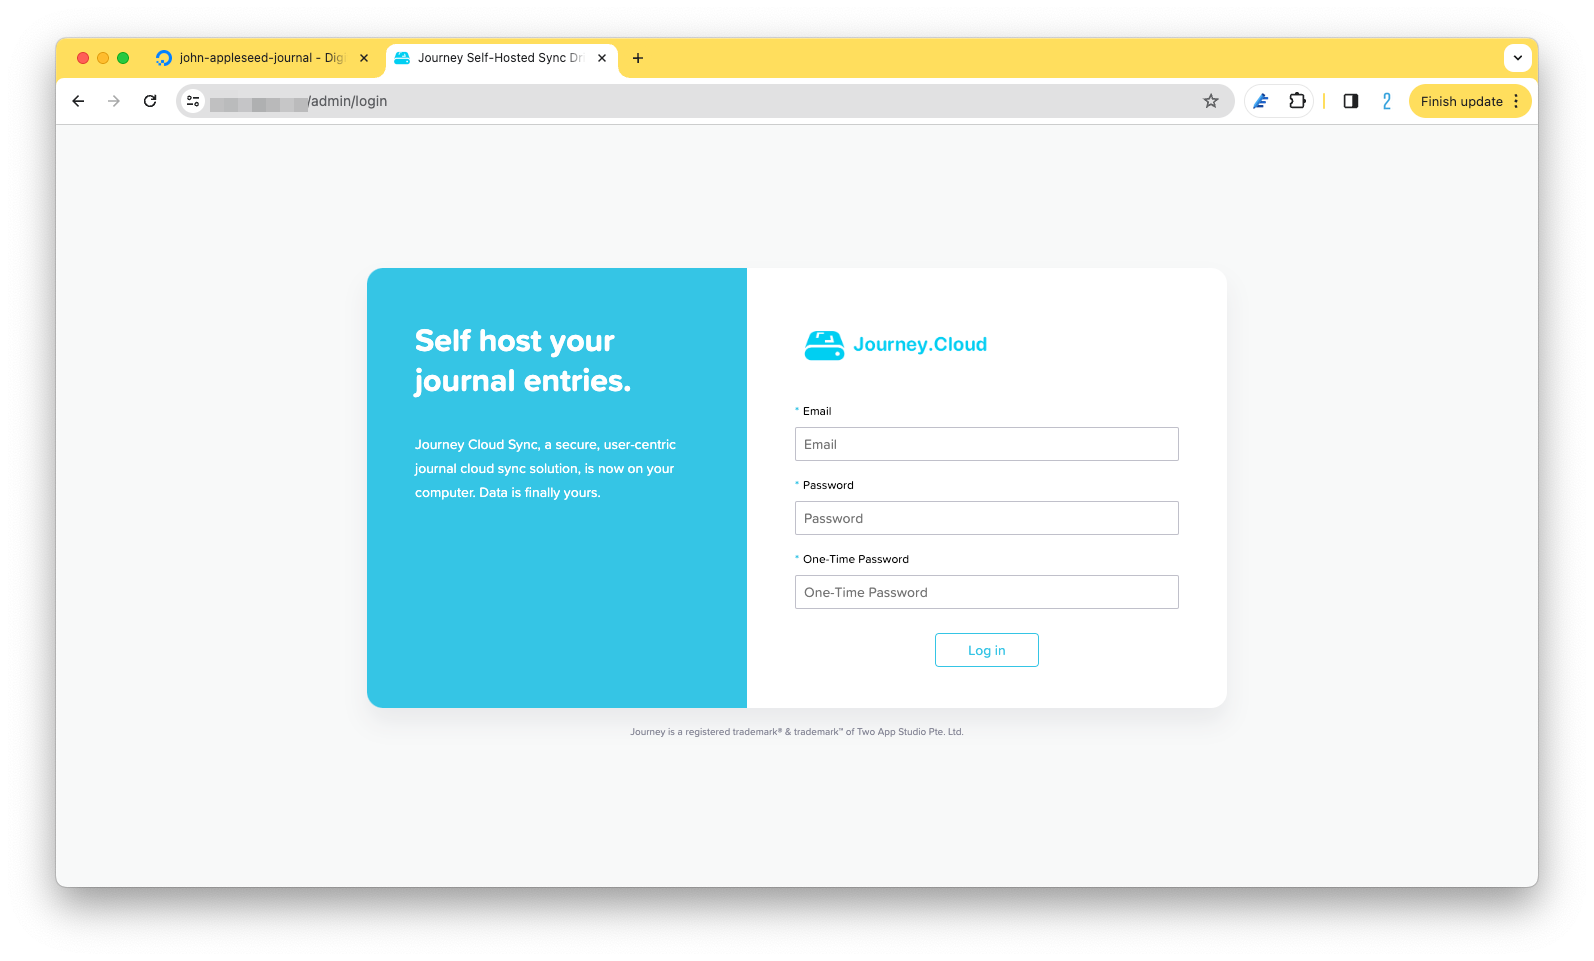 john-appleseed-journal - Digi
Journey Self-Hosted Sync Dri
/admin/login
2
Finish update
Self host your
journal entries.
Journey Cloud Sync, a secure, user-centric
journal cloud sync solution, is now on your
computer. Data is finally yours.
Journey.Cloud
* Email
Email
* Password
Password
* One-Time Password
One-Time Password
Log in
Journey is a registered trademark® & trademark™ of Two App Studio Pte. Ltd.